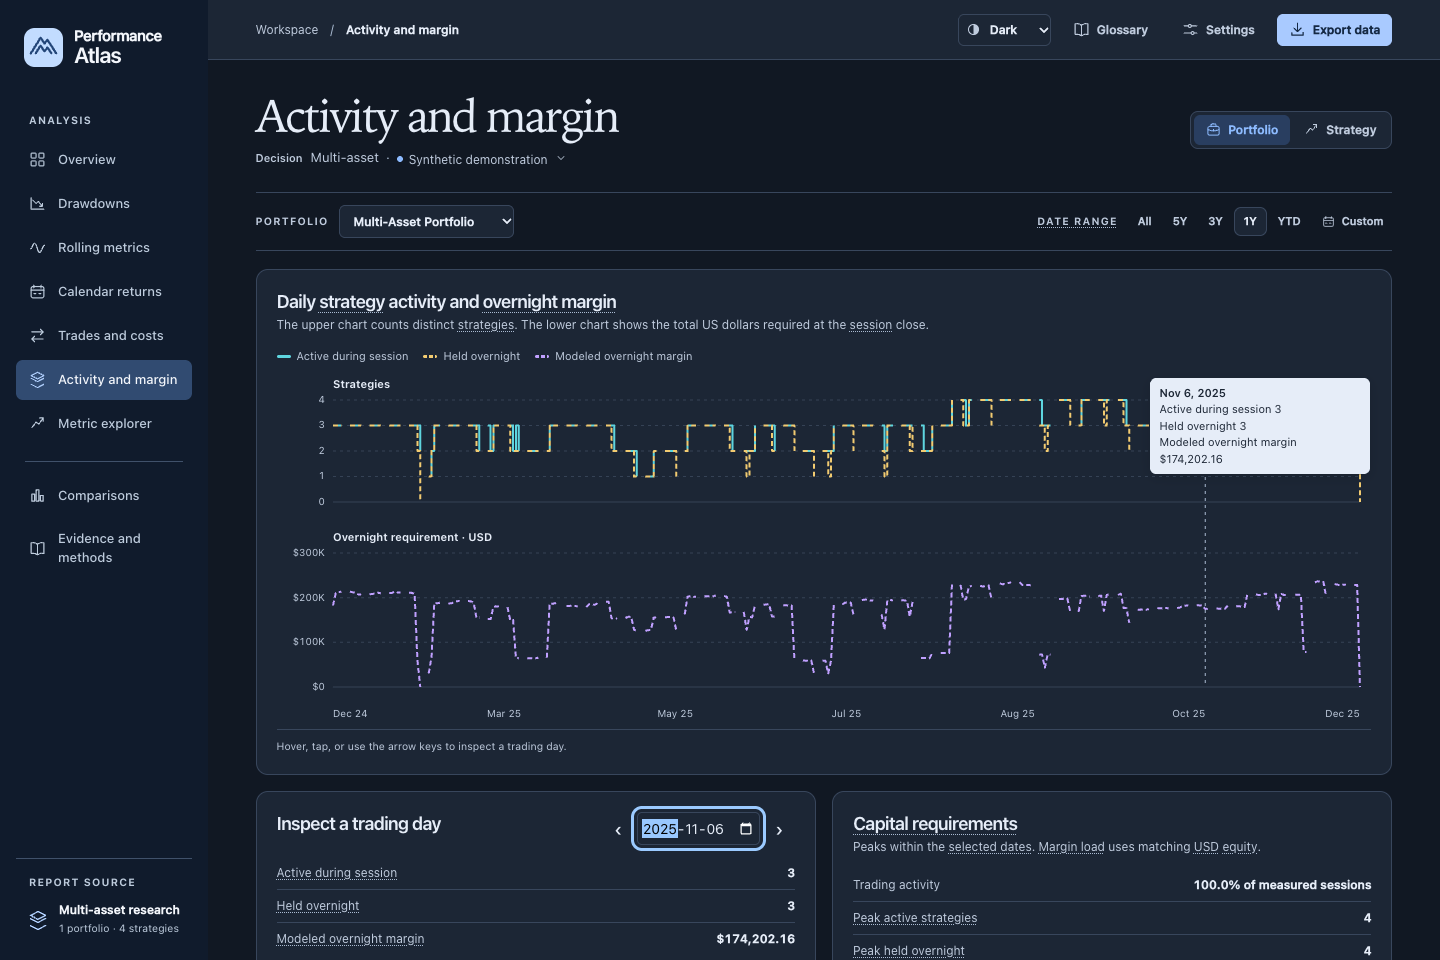 Performance
Atlas
Workspace / Activity and margin
Dark
Glossary
Settings
Export data
ANALYSIS
Overview
Drawdowns
Rolling metrics
Calendar returns
Trades and costs
Activity and margin
Metric explorer
Comparisons
Evidence and
methods
REPORT SOURCE
Multi-asset research
1 portfolio · 4 strategies
Activity and margin
Decision Multi-asset · Synthetic demonstration
Portfolio
Strategy
PORTFOLIO
Multi-Asset Portfolio
DATE RANGE
All
5Y
3Y
1Y
YTD
Custom
Daily strategy activity and overnight margin
The upper chart counts distinct strategies. The lower chart shows the total US dollars required at the session close.
Active during session
Held overnight
Modeled overnight margin
Strategies
4
3
2
1
0
Nov 6, 2025
Active during session 3
Held overnight 3
Modeled overnight margin
$174,202.16
Overnight requirement · USD
$300K
$200K
$100K
$0
Dec 24
Mar 25
May 25
Jul 25
Aug 25
Oct 25
Dec 25
Hover, tap, or use the arrow keys to inspect a trading day.
Inspect a trading day
‹ 2025-11-06 ›
Active during session 3
Held overnight 3
Modeled overnight margin $174,202.16
Capital requirements
Peaks within the selected dates. Margin load uses matching USD equity.
Trading activity 100.0% of measured sessions
Peak active strategies 4
Peak held overnight 4